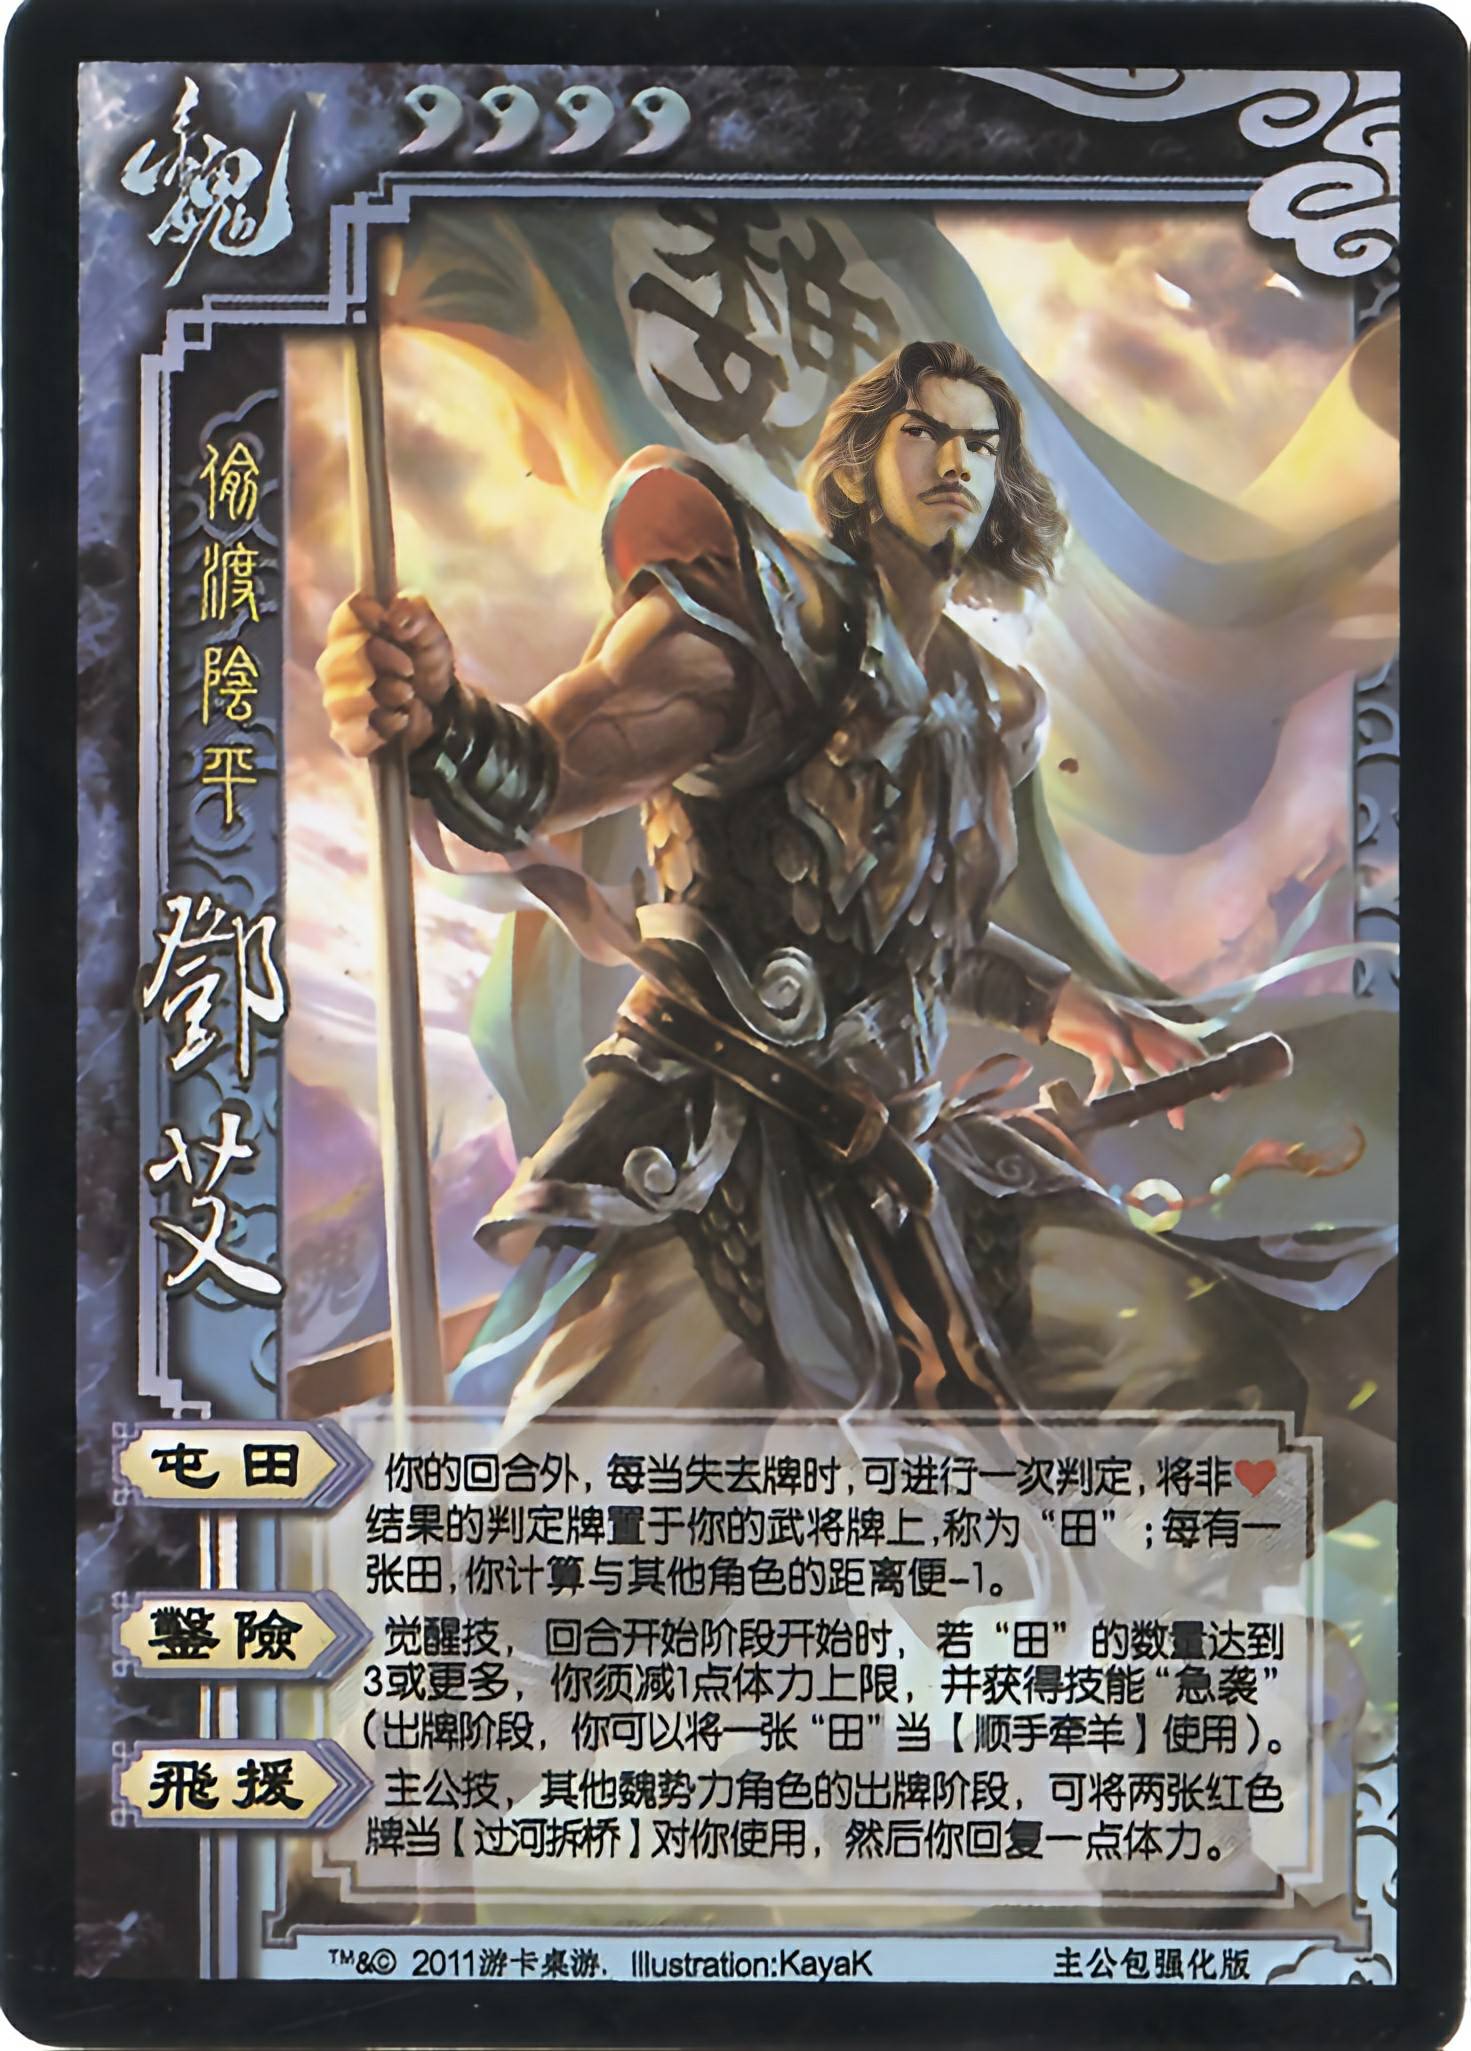 魏
偷渡陰平
鄧艾
屯田
你的回合外，每当失去牌时，可进行一次判定，将非♥
结果的判定牌置于你的武将牌上，称为“田”；每有一
张田，你计算与其他角色的距离便-1。
鑿險
觉醒技，回合开始阶段开始时，若“田”的数量达到
3或更多，你须减1点体力上限，并获得技能“急袭”
（出牌阶段，你可以将一张“田”当【顺手牵羊】使用）。
飛援
主公技，其他魏势力角色的出牌阶段，可将两张红色
牌当【过河拆桥】对你使用，然后你回复一点体力。
™&© 2011游卡桌游. Illustration:KayaK
主公包强化版